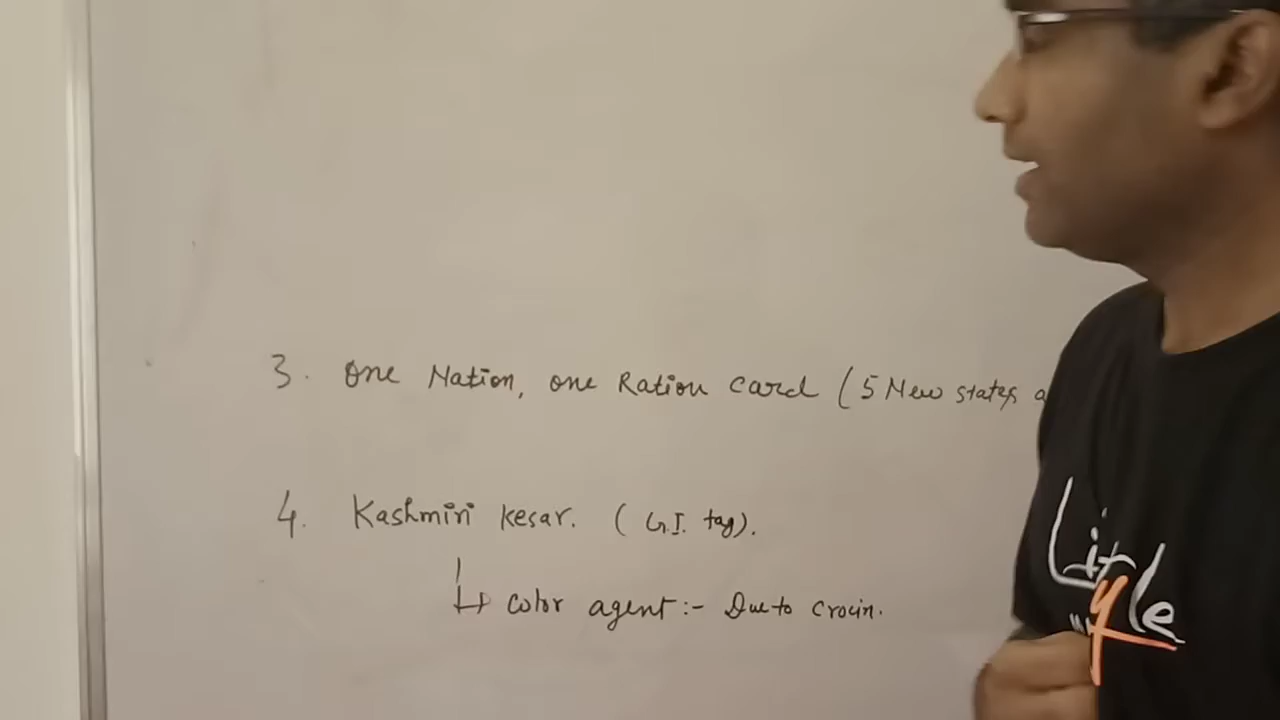 3. One Nation, one Ration card (5 New states
4. Kashmiri kesar. (G.I. tag).
↳ color agent:- Due to crocin.